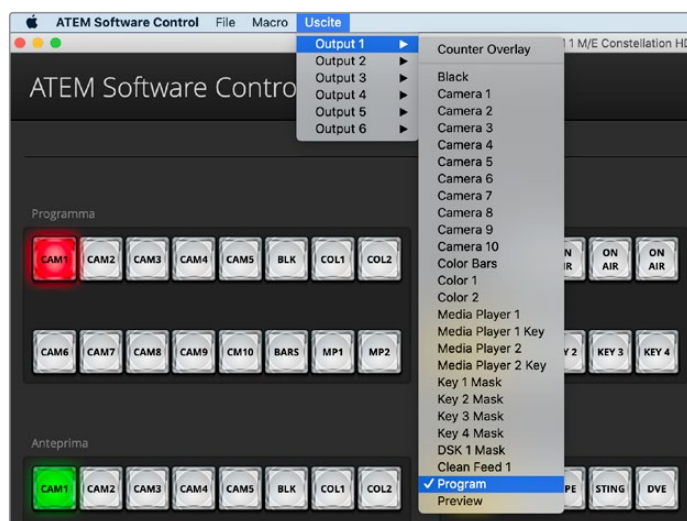 ATEM Software Control File Macro Uscite
1 M/E Constellation HD
ATEM Software Contro
Output 1
Output 2
Output 3
Output 4
Output 5
Output 6
Counter Overlay
Black
Camera 1
Camera 2
Camera 3
Camera 4
Camera 5
Camera 6
Camera 7
Camera 8
Camera 9
Camera 10
Color Bars
Color 1
Color 2
Media Player 1
Media Player 1 Key
Media Player 2
Media Player 2 Key
Key 1 Mask
Key 2 Mask
Key 3 Mask
Key 4 Mask
DSK 1 Mask
Clean Feed 1
✓ Program
Preview
Programma
CAM1 CAM2 CAM3 CAM4 CAM5 BLK COL1 COL2
ON AIR ON AIR
CAM6 CAM7 CAM8 CAM9 CM10 BARS MP1 MP2
Y 2 KEY 3 KEY 4
Anteprima
CAM1 CAM2 CAM3 CAM4 CAM5 BLK COL1 COL2
PE STING DVE